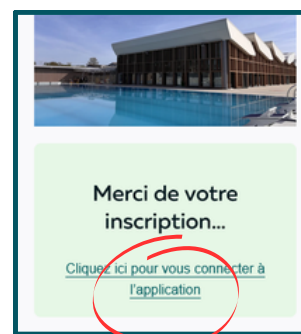 Merci de votre
inscription...
Cliquez ici pour vous connecter à
l'application